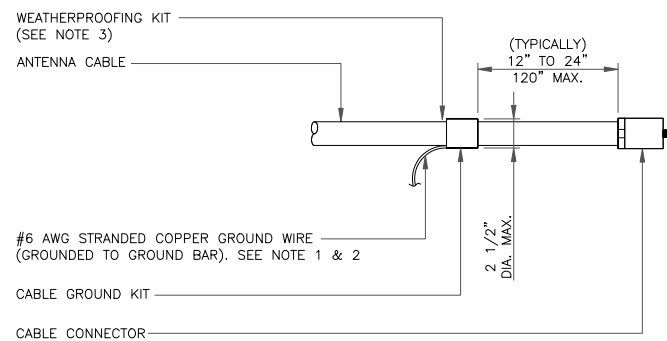 WEATHERPROOFING KIT
(SEE NOTE 3)
ANTENNA CABLE
(TYPICALLY)
12" TO 24"
120" MAX.
2 1/2"
DIA. MAX.
#6 AWG STRANDED COPPER GROUND WIRE
(GROUNDED TO GROUND BAR). SEE NOTE 1 & 2
CABLE GROUND KIT
CABLE CONNECTOR